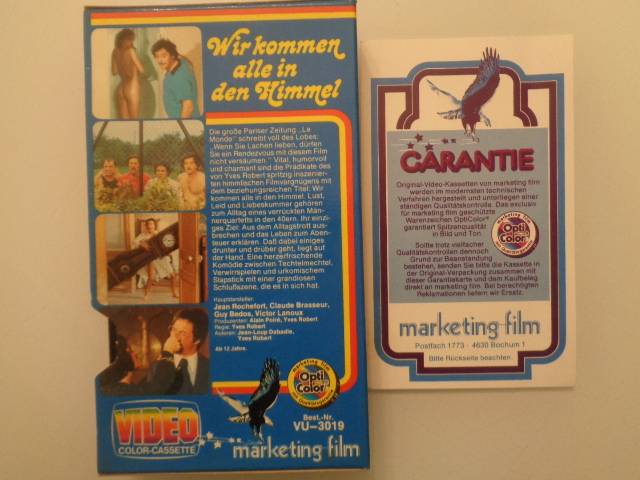 Wir kommen
alle in
den Himmel
Die große Pariser Zeitung „Le
Monde" schreibt voll des Lobes:
„Wenn Sie Lachen lieben, dürfen
Sie ein Rendezvous mit diesem Film
nicht versäumen." Vital, humorvoll
und charmant sind die Prädikate des
von Yves Robert spritzig inszenier-
ten himmlischen Filmvergnügens mit
dem beziehungsreichen Titel: Wir
kommen alle in den Himmel. Lust,
Leid und Liebeskummer gehören
zum Alltag eines verrückten Män-
nerquartetts in den 40ern. Ihr einzi-
ges Ziel: Aus dem Alltagstrott ausbrechen
und das Leben zum Aben-
teuer erklären. Daß dabei einiges
drunter und drüber geht, liegt auf
der Hand. Eine herzerfrischende
Komödie zwischen Techtelmechtel,
Verwirrspielen und urkomischem
Slapstick mit einer grandiosen
Schlußszene, die es in sich hat.
Hauptdarsteller:
Jean Rochefort, Claude Brasseur,
Guy Bedos, Victor Lanoux
Produzenten: Alain Poiré, Yves Robert
Regie: Yves Robert
Autoren: Jean-Loup Dabadie,
Yves Robert
Ab 12 Jahre.
marketing film
Opti
Color
VIDEO
COLOR-CASSETTE
Best.-Nr.
VU-3019
marketing-film
GARANTIE
Original-Video-Kassetten von marketing film
werden im modernsten technischen
Verfahren hergestellt und unterliegen einer
ständigen Qualitätskontrolle. Das exclusiv
für marketing film geschützte
Warenzeichen OptiColor®
garantiert Spitzenqualität
in Bild und Ton.
marketing film
Opti
Color
Sollte trotz vielfacher
Qualitätskontrollen dennoch
Grund zur Beanstandung
bestehen, senden Sie bitte die Kassette in
der Original-Verpackung zusammen mit
dieser Garantiekarte und dem Kaufbeleg
direkt an marketing film. Bei berechtigten
Reklamationen liefern wir Ersatz.
marketing-film
Postfach 1773 · 4630 Bochum 1
Bitte Rückseite beachten.